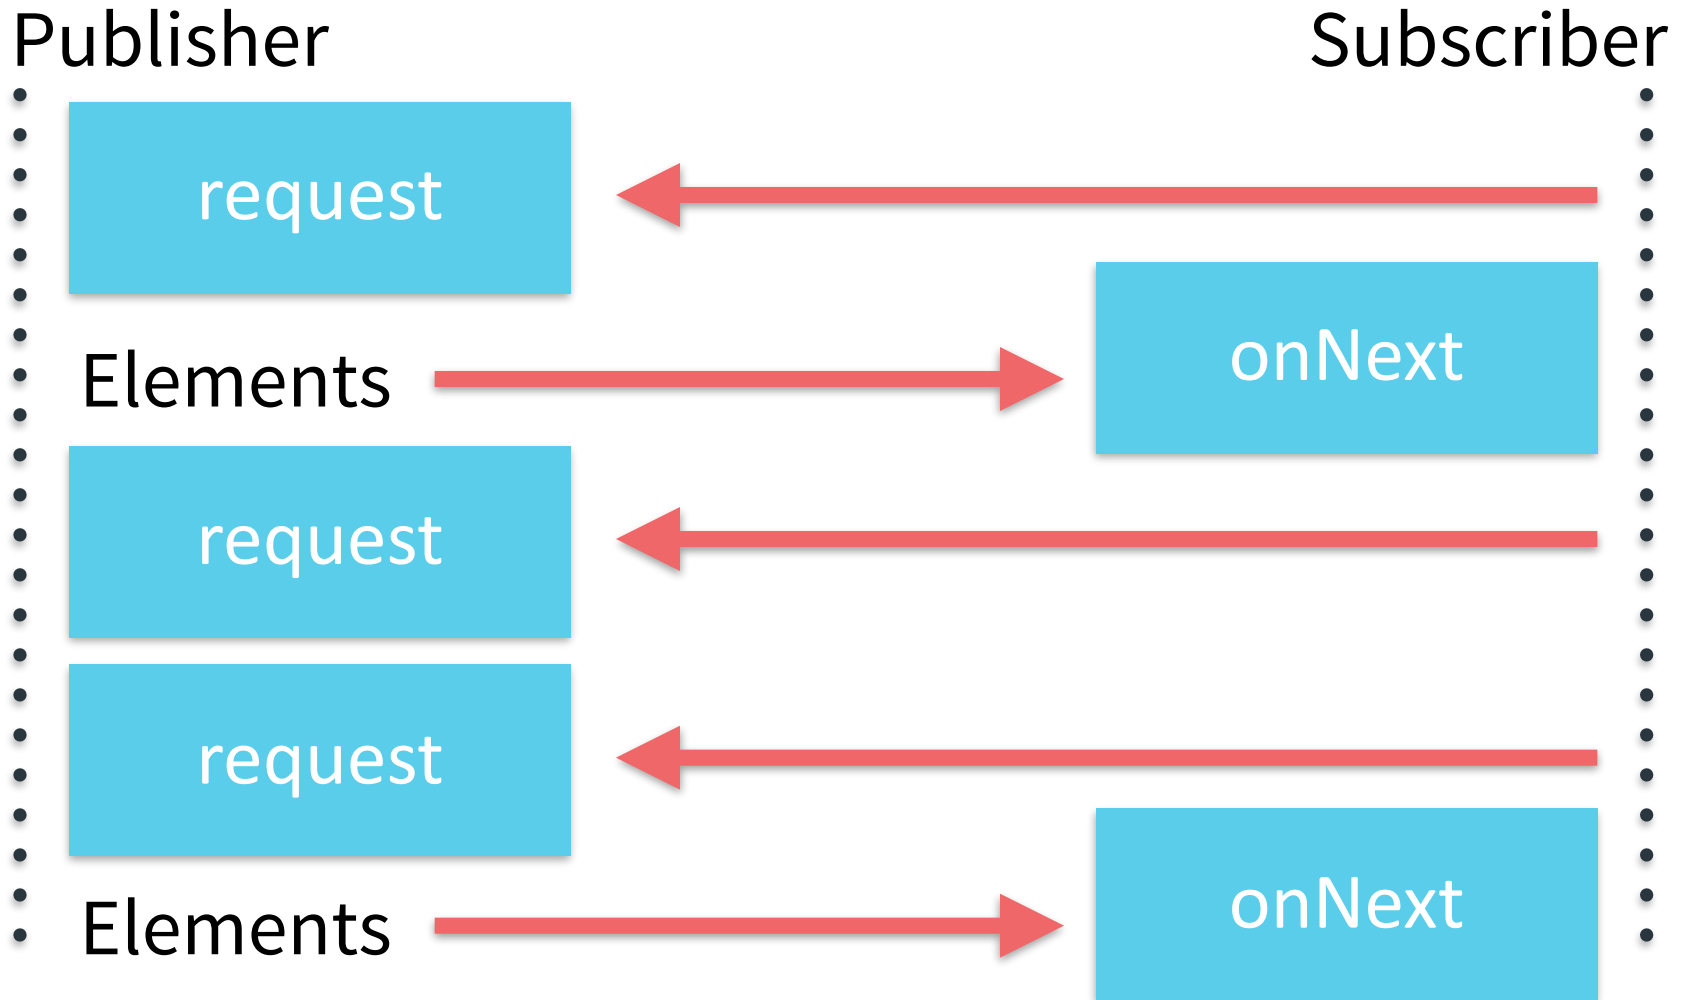 Publisher
Subscriber
request
onNext
Elements
request
request
onNext
Elements